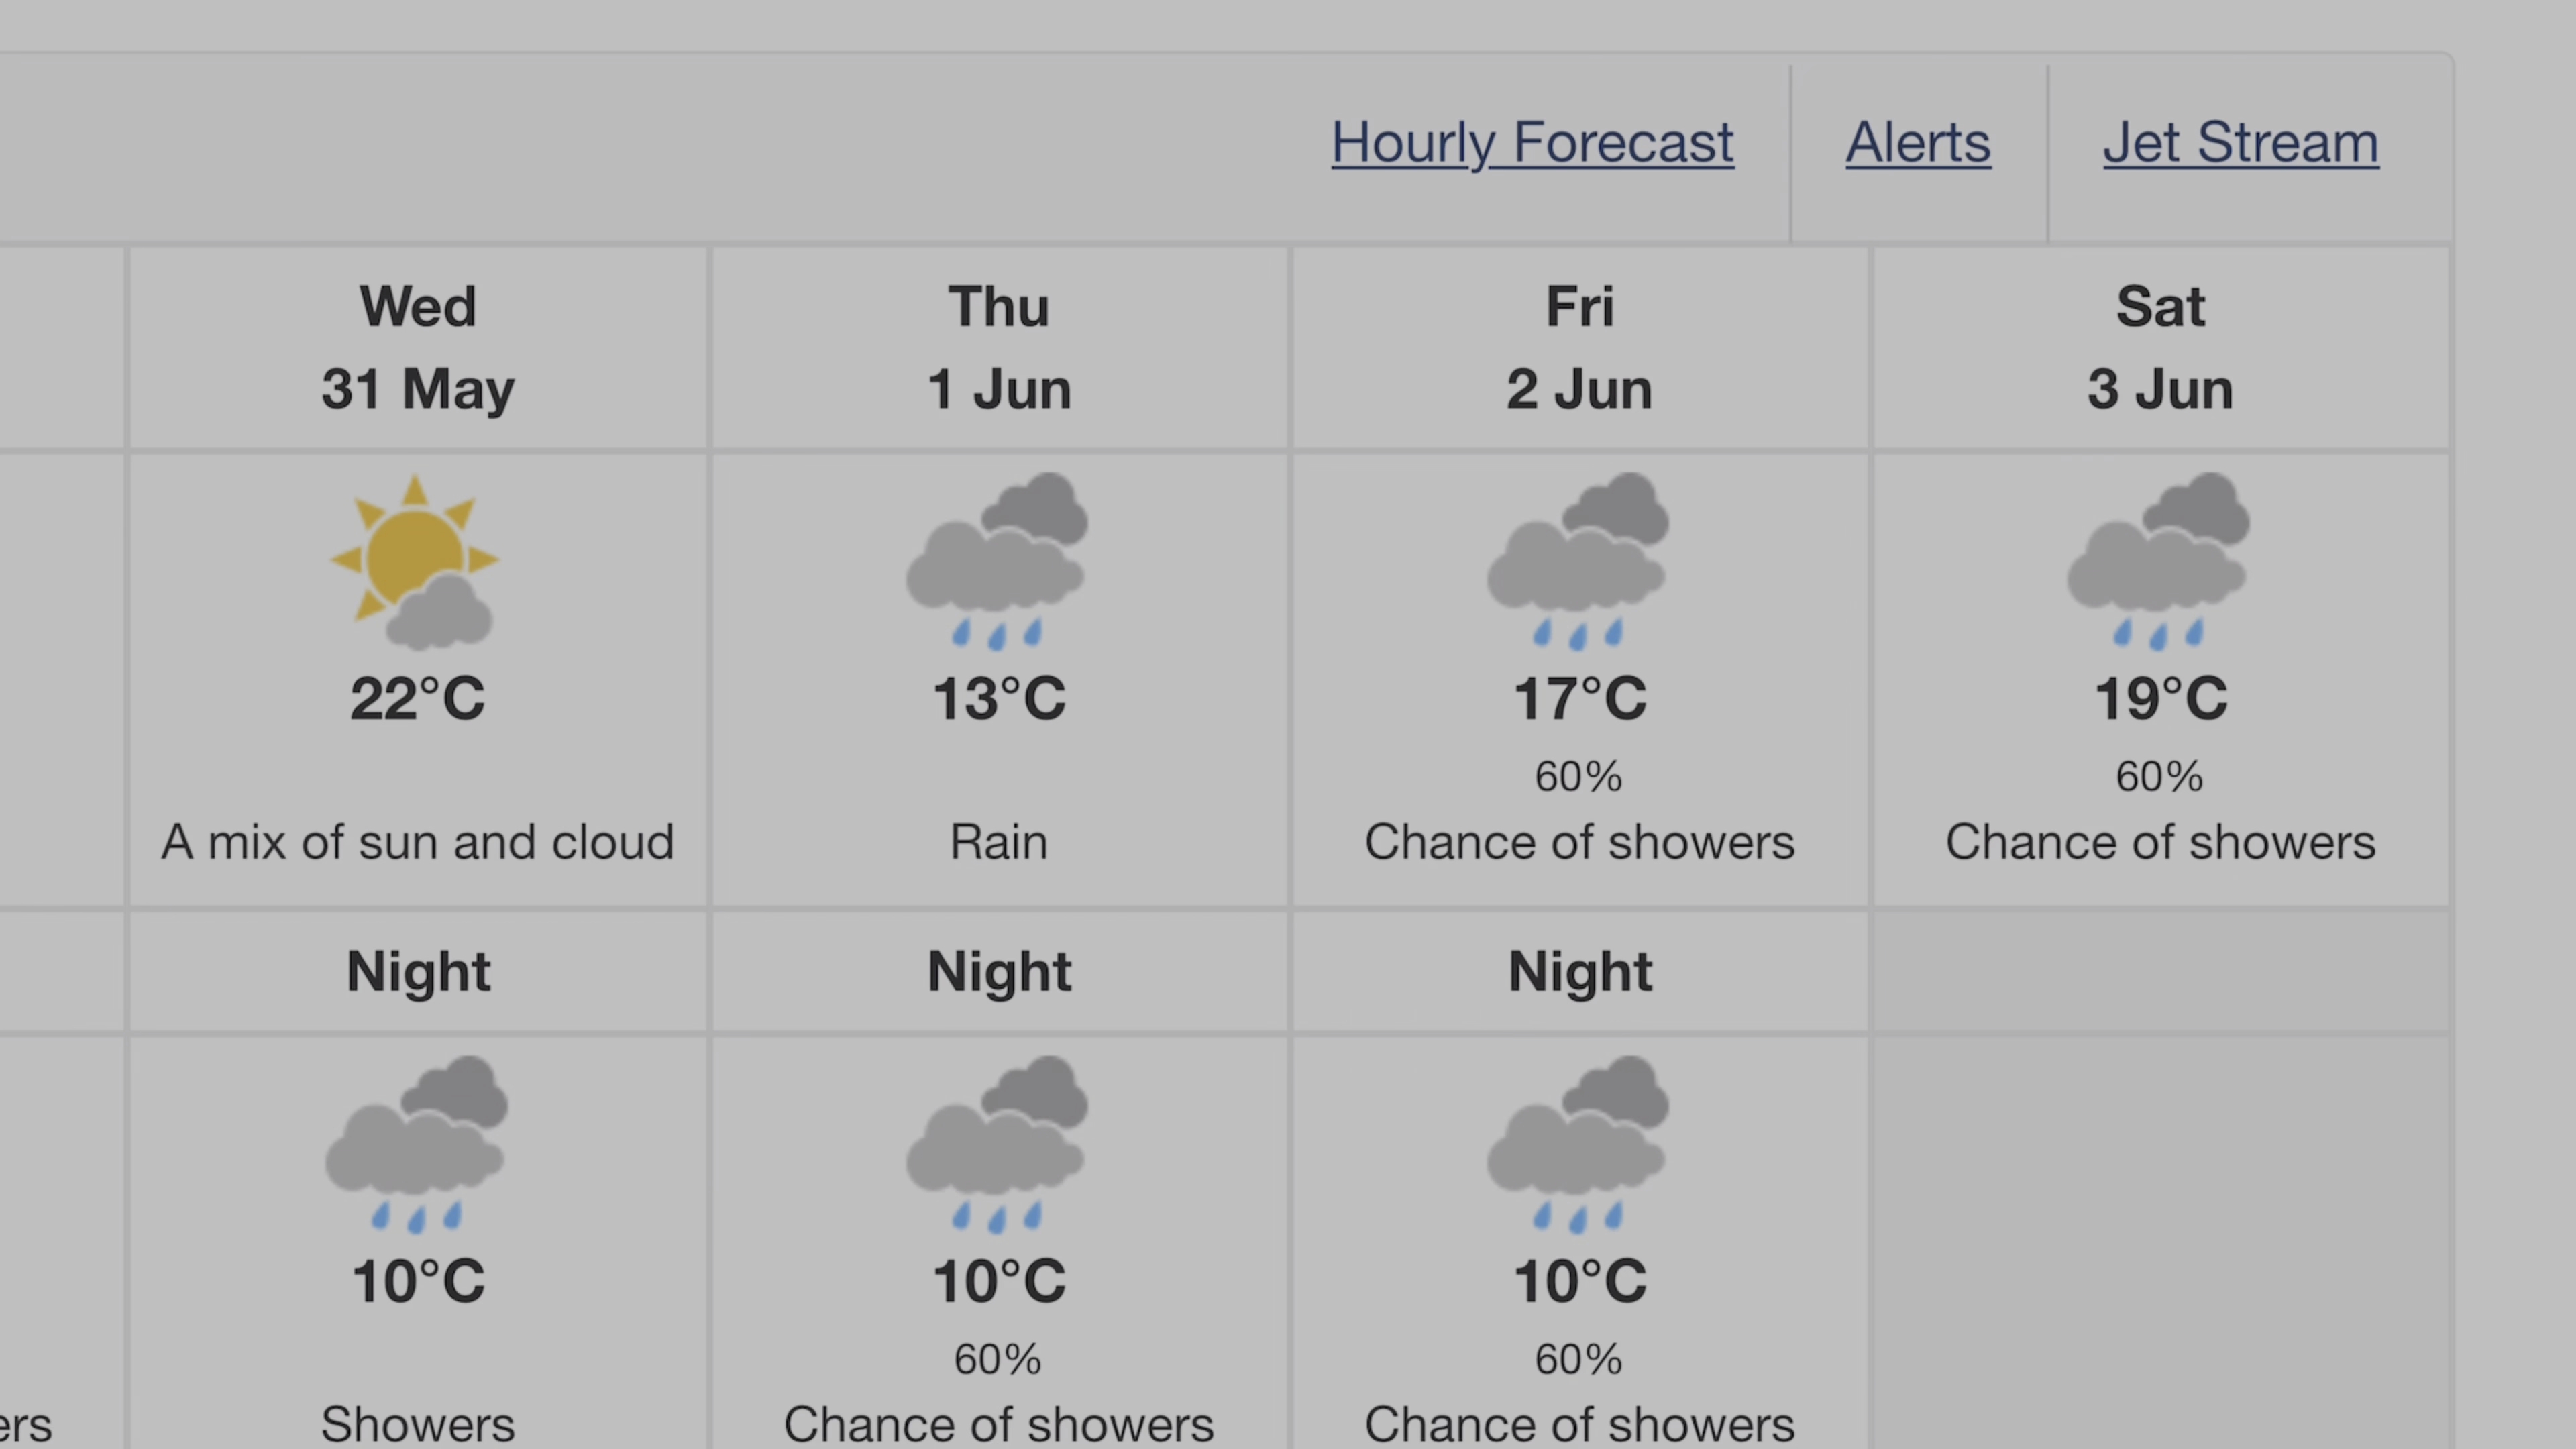 Hourly Forecast Alerts Jet Stream
Wed Thu Fri Sat
31 May 1 Jun 2 Jun 3 Jun
22°C 13°C 17°C 19°C
60% 60%
A mix of sun and cloud Rain Chance of showers Chance of showers
Night Night Night
10°C 10°C 10°C
60% 60%
ers Showers Chance of showers Chance of showers